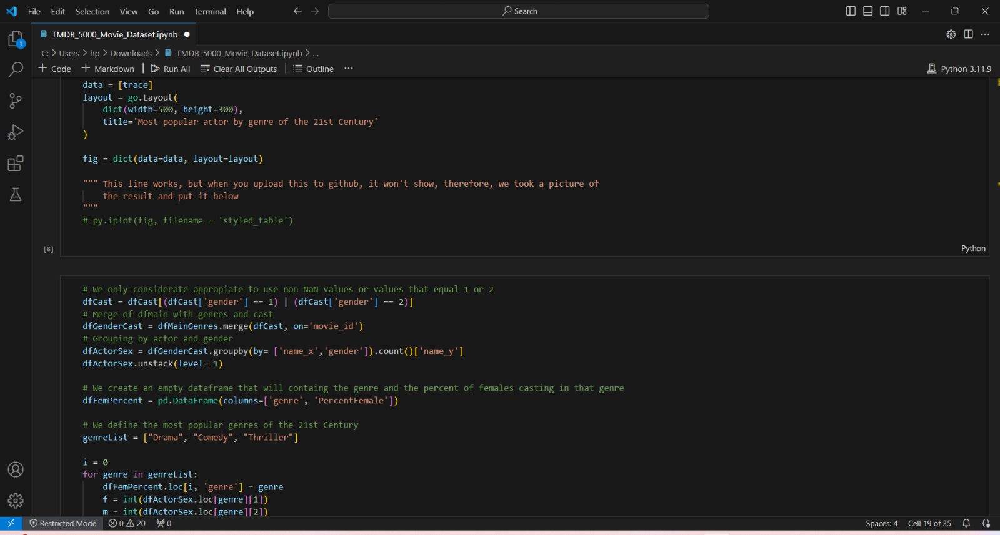 File Edit Selection View Go Run Terminal Help Search
TMDB_5000_Movie_Dataset.ipynb
C: > Users > hp > Downloads > TMDB_5000_Movie_Dataset.ipynb > ...
+ Code + Markdown | Run All Clear All Outputs | Outline ... Python 3.11.9
data = [trace]
layout = go.Layout(
    dict(width=500, height=300),
    title='Most popular actor by genre of the 21st Century'
)
fig = dict(data=data, layout=layout)
""" This line works, but when you upload this to github, it won't show, therefore, we took a picture of
    the result and put it below
"""
# py.iplot(fig, filename = 'styled_table')
[8]
Python
# We only considerate appropiate to use non NaN values or values that equal 1 or 2
dfCast = dfCast[(dfCast['gender'] == 1) | (dfCast['gender'] == 2)]
# Merge of dfMain with genres and cast
dfGenderCast = dfMainGenres.merge(dfCast, on='movie_id')
# Grouping by actor and gender
dfActorSex = dfGenderCast.groupby(by= ['name_x','gender']).count()['name_y']
dfActorSex.unstack(level= 1)
# We create an empty dataframe that will containg the genre and the percent of females casting in that genre
dfFemPercent = pd.DataFrame(columns=['genre', 'PercentFemale'])
# We define the most popular genres of the 21st Century
genreList = ["Drama", "Comedy", "Thriller"]
i = 0
for genre in genreList:
    dfFemPercent.loc[i, 'genre'] = genre
    f = int(dfActorSex.loc[genre][1])
    m = int(dfActorSex.loc[genre][2])
Restricted Mode 0 20 0 Spaces: 4 Cell 19 of 35
1